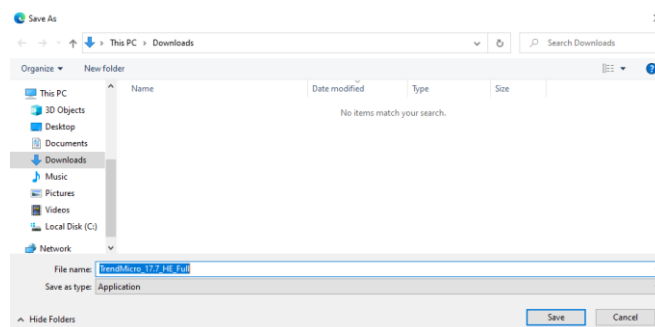 Save As
This PC > Downloads
Search Downloads
Organize New folder
Name Date modified Type Size
No items match your search.
This PC
3D Objects
Desktop
Documents
Downloads
Music
Pictures
Videos
Local Disk (C:)
Network
File name: TrendMicro_17.7_HE_Full
Save as type: Application
Hide Folders Save Cancel